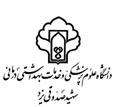 دانشگاه علوم پزشکی و خدمات بهداشتی درمانی
شهید صدوقی یزد